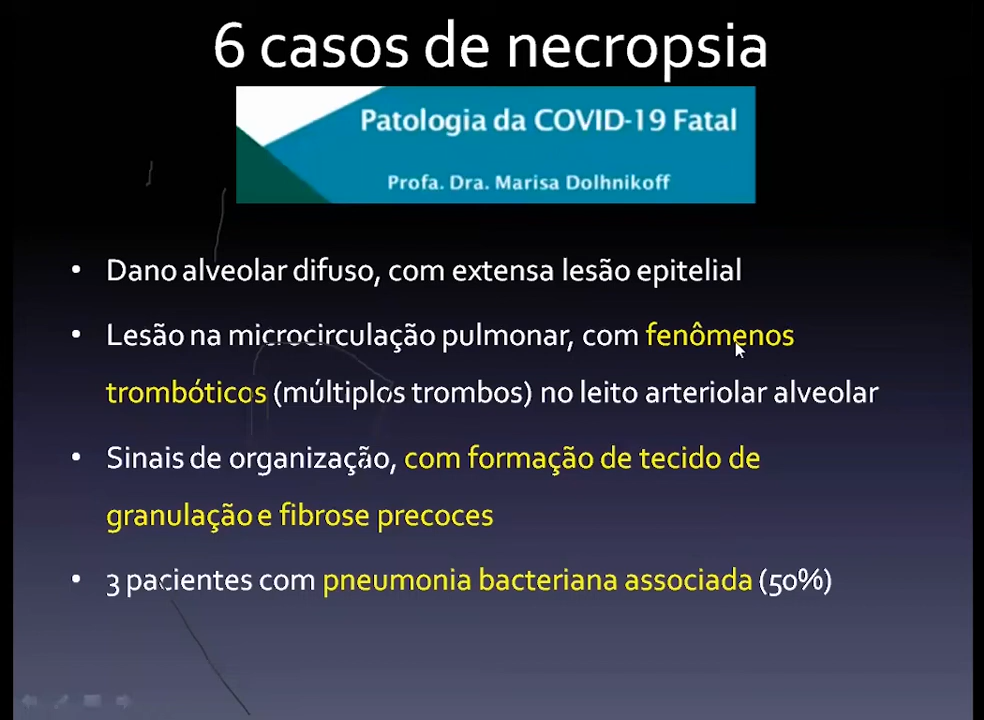 6 casos de necropsia
Patologia da COVID-19 Fatal
Profa. Dra. Marisa Dolhnikoff
• Dano alveolar difuso, com extensa lesão epitelial
• Lesão na microcirculação pulmonar, com fenômenos
trombóticos (múltiplos trombos) no leito arteriolar alveolar
• Sinais de organização, com formação de tecido de
granulação e fibrose precoces
• 3 pacientes com pneumonia bacteriana associada (50%)